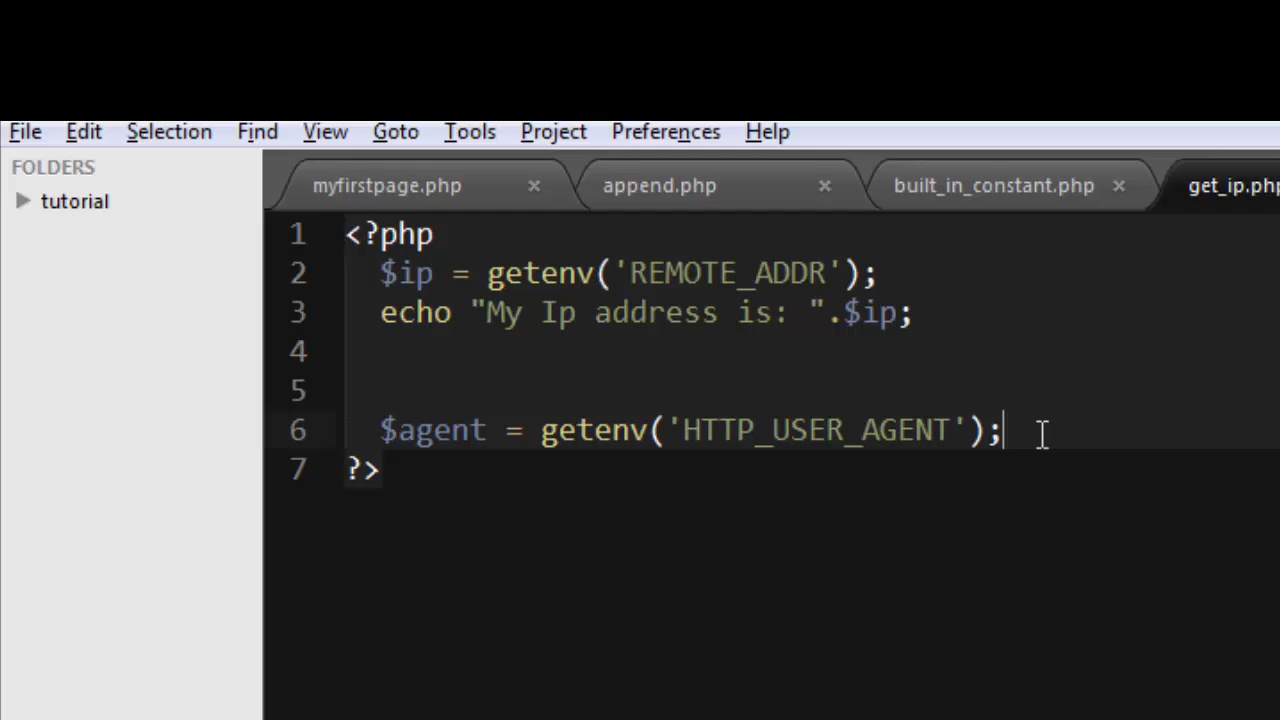 File Edit Selection Find View Goto Tools Project Preferences Help
FOLDERS
tutorial
myfirstpage.php × append.php × built_in_constant.php × get_ip.php
1 <?php
2 $ip = getenv('REMOTE_ADDR');
3 echo "My Ip address is: ".$ip;
4
5
6 $agent = getenv('HTTP_USER_AGENT');
7 ?>